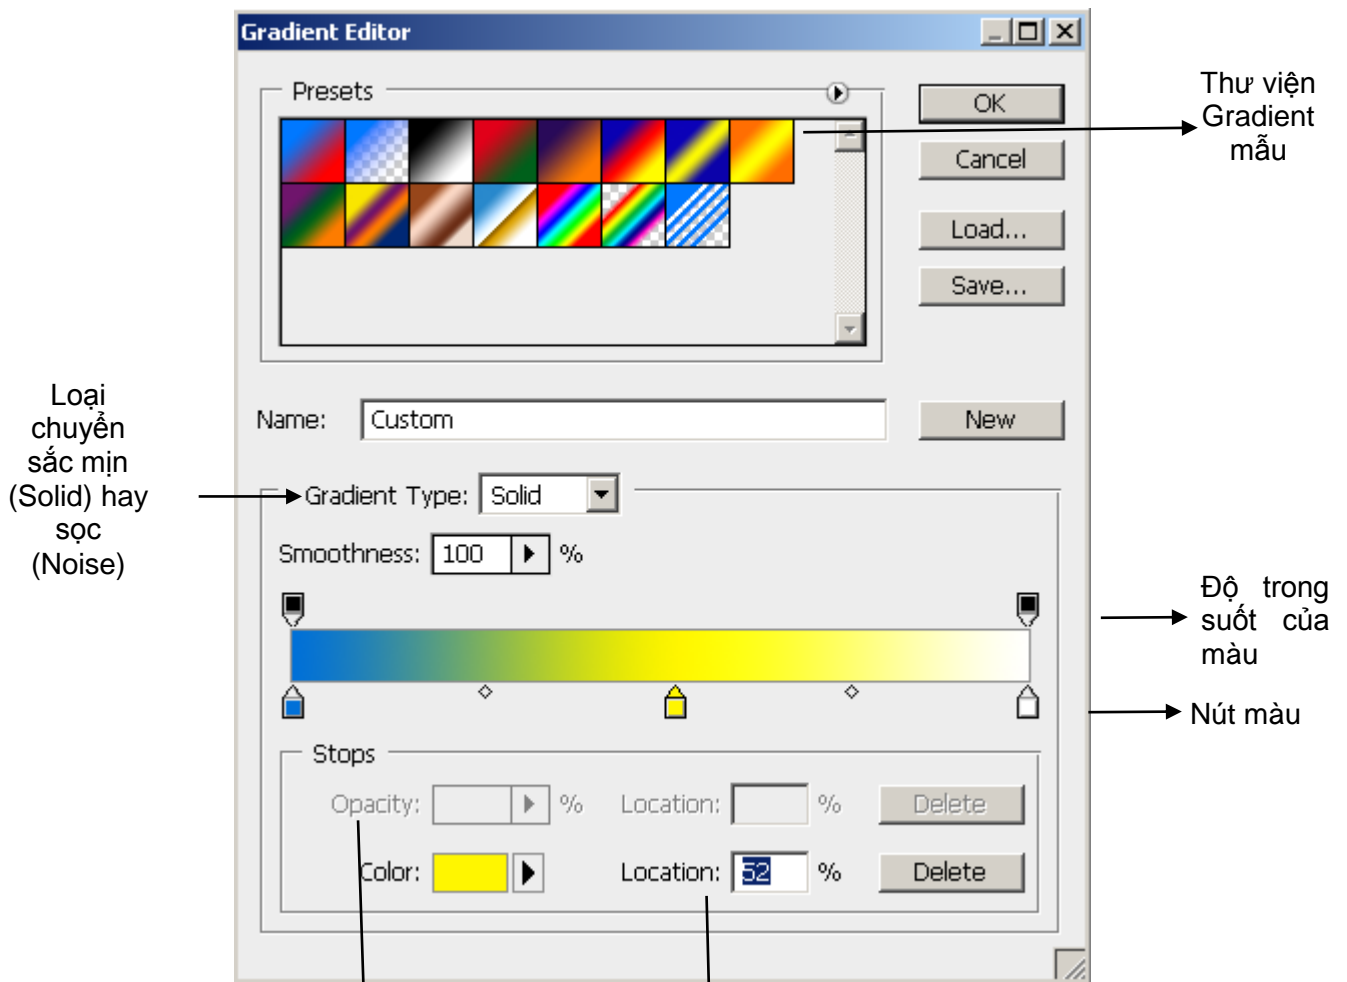 Gradient Editor
Presets
OK
Cancel
Load...
Save...
Thư viện
Gradient
mẫu
Name: Custom
New
Loại
chuyển
sắc mịn
(Solid) hay
sọc
(Noise)
Gradient Type: Solid
Smoothness: 100 %
Độ trong
suốt của
màu
Nút màu
Stops
Opacity: % Location: % Delete
Color: Location: 52 % Delete